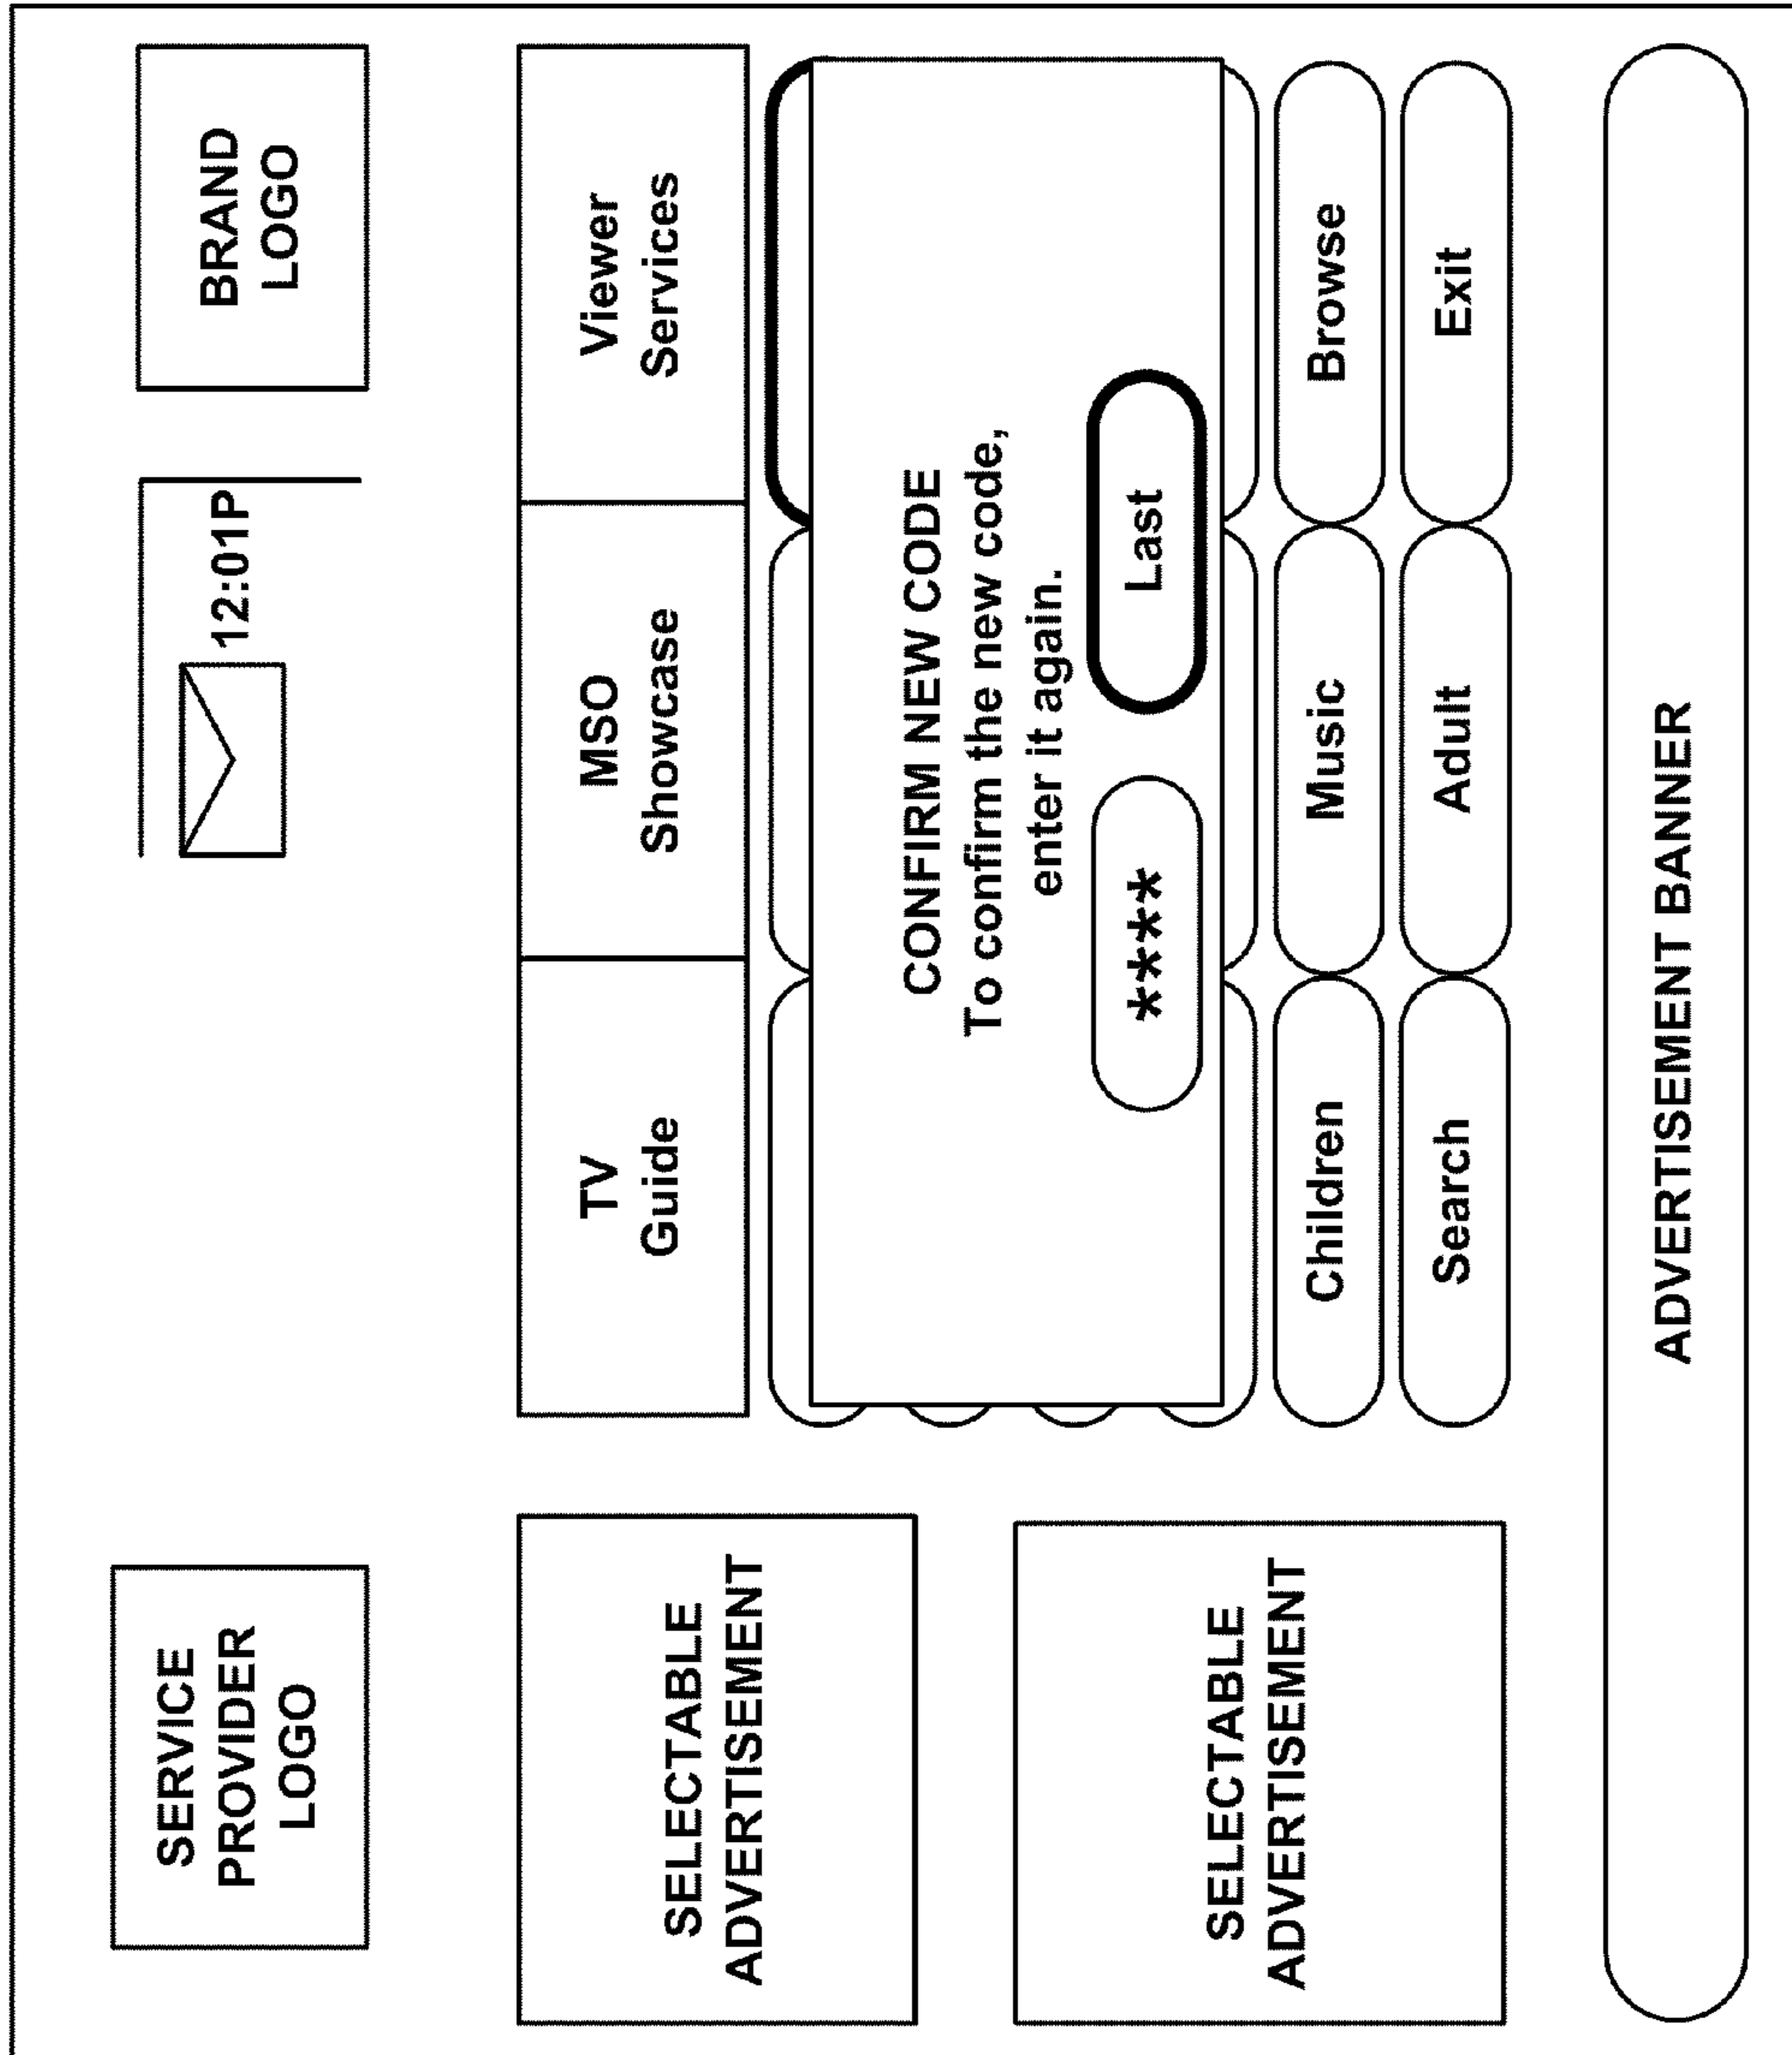 SERVICE
PROVIDER
LOGO
12:01P
BRAND
LOGO
SELECTABLE
ADVERTISEMENT
SELECTABLE
ADVERTISEMENT
TV
Guide
MSO
Showcase
Viewer
Services
CONFIRM NEW CODE
To confirm the new code,
enter it again.
****
Last
Children
Music
Browse
Search
Adult
Exit
ADVERTISEMENT BANNER